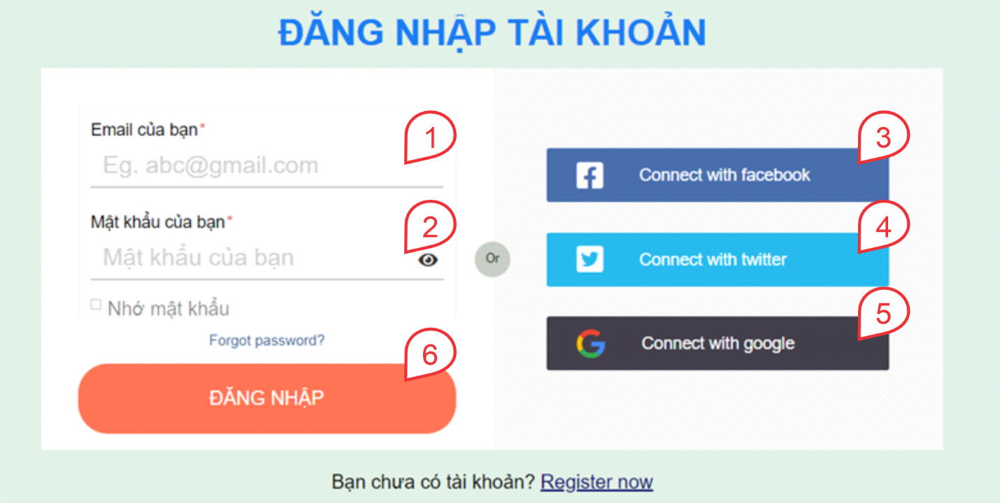 ĐĂNG NHẬP TÀI KHOẢN
Email của bạn*
1
Eg. abc@gmail.com
Mật khẩu của bạn*
2
Mật khẩu của bạn
Nhớ mật khẩu
Forgot password?
6
ĐĂNG NHẬP
Or
3
Connect with facebook
4
Connect with twitter
5
Connect with google
Bạn chưa có tài khoản? Register now